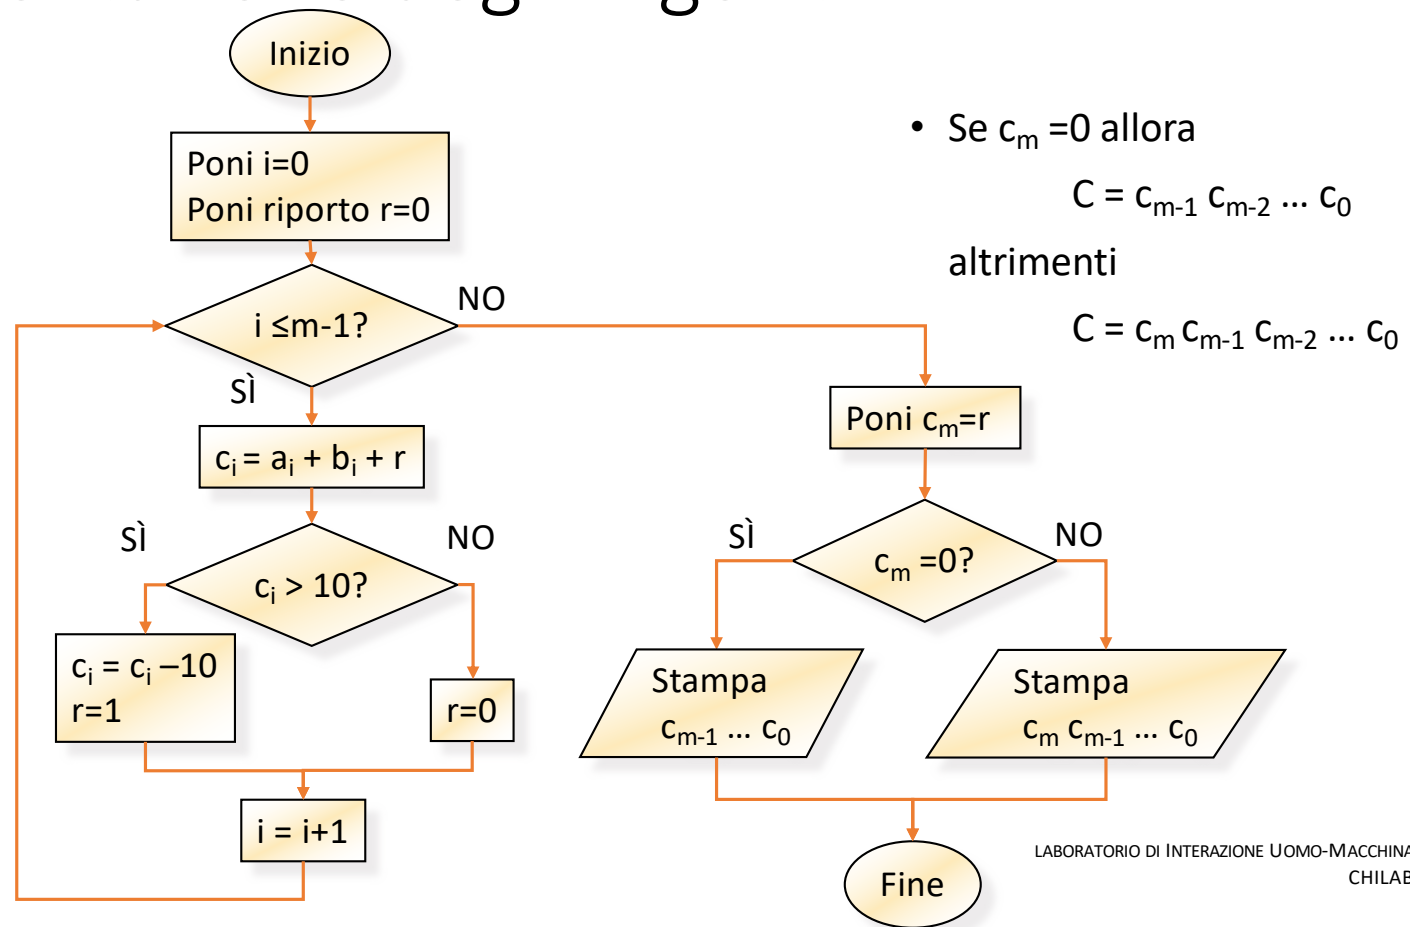 Inizio
Poni i=0
Poni riporto r=0
i ≤m-1?
NO
SÌ
cᵢ = aᵢ + bᵢ + r
cᵢ > 10?
SÌ
NO
cᵢ = cᵢ –10
r=1
r=0
i = i+1
Poni cₘ=r
cₘ =0?
SÌ
NO
Stampa
cₘ₋₁ ... c₀
Stampa
cₘ cₘ₋₁ ... c₀
Fine
• Se cₘ =0 allora
C = cₘ₋₁ cₘ₋₂ ... c₀
altrimenti
C = cₘ cₘ₋₁ cₘ₋₂ ... c₀
LABORATORIO DI INTERAZIONE UOMO-MACCHINA
CHILAB